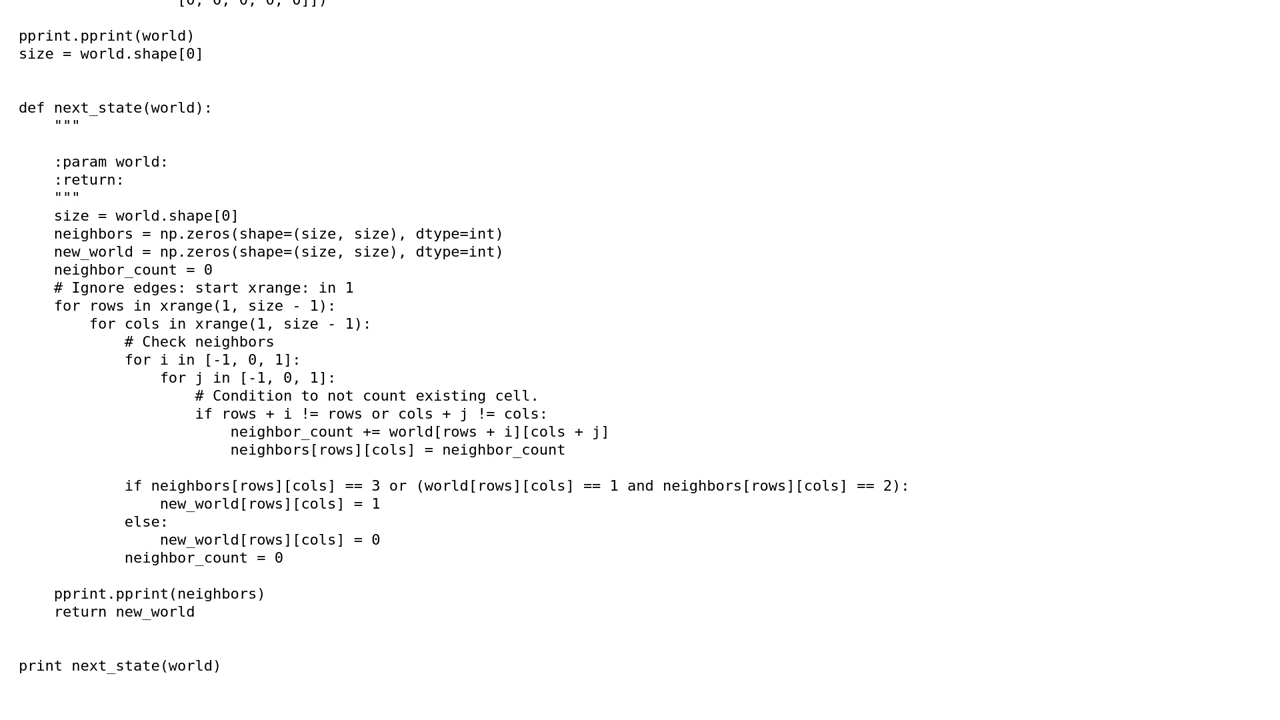 [0, 0, 0, 0, 0]])
pprint.pprint(world)
size = world.shape[0]
def next_state(world):
"""
:param world:
:return:
"""
size = world.shape[0]
neighbors = np.zeros(shape=(size, size), dtype=int)
new_world = np.zeros(shape=(size, size), dtype=int)
neighbor_count = 0
# Ignore edges: start xrange: in 1
for rows in xrange(1, size - 1):
for cols in xrange(1, size - 1):
# Check neighbors
for i in [-1, 0, 1]:
for j in [-1, 0, 1]:
# Condition to not count existing cell.
if rows + i != rows or cols + j != cols:
neighbor_count += world[rows + i][cols + j]
neighbors[rows][cols] = neighbor_count
if neighbors[rows][cols] == 3 or (world[rows][cols] == 1 and neighbors[rows][cols] == 2):
new_world[rows][cols] = 1
else:
new_world[rows][cols] = 0
neighbor_count = 0
pprint.pprint(neighbors)
return new_world
print next_state(world)